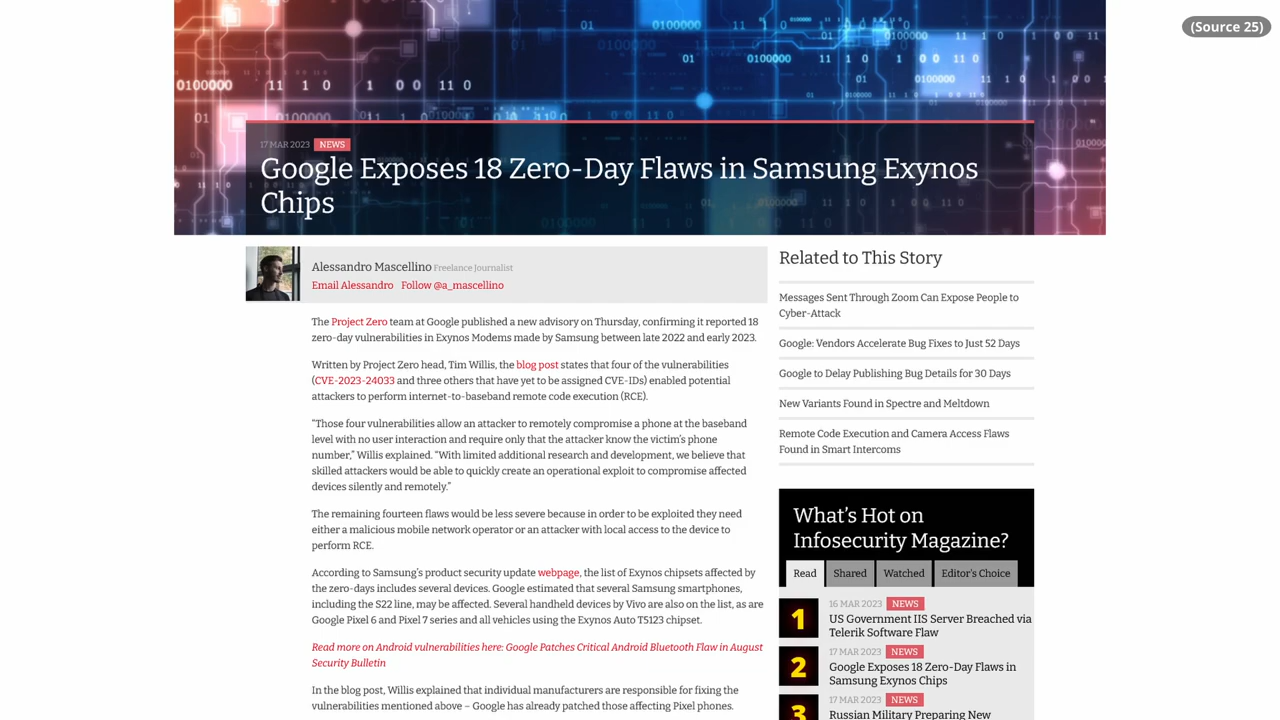 (Source 25)
17 MAR 2023 NEWS
Google Exposes 18 Zero-Day Flaws in Samsung Exynos
Chips
Alessandro Mascellino Freelance Journalist
Email Alessandro Follow @a_mascellino
The Project Zero team at Google published a new advisory on Thursday, confirming it reported 18
zero-day vulnerabilities in Exynos Modems made by Samsung between late 2022 and early 2023.
Written by Project Zero head, Tim Willis, the blog post states that four of the vulnerabilities
(CVE-2023-24033 and three others that have yet to be assigned CVE-IDs) enabled potential
attackers to perform internet-to-baseband remote code execution (RCE).
“Those four vulnerabilities allow an attacker to remotely compromise a phone at the baseband
level with no user interaction and require only that the attacker know the victim’s phone
number,” Willis explained. “With limited additional research and development, we believe that
skilled attackers would be able to quickly create an operational exploit to compromise affected
devices silently and remotely.”
The remaining fourteen flaws would be less severe because in order to be exploited they need
either a malicious mobile network operator or an attacker with local access to the device to
perform RCE.
According to Samsung’s product security update webpage, the list of Exynos chipsets affected by
the zero-days includes several devices. Google estimated that several Samsung smartphones,
including the S22 line, may be affected. Several handheld devices by Vivo are also on the list, as are
Google Pixel 6 and Pixel 7 series and all vehicles using the Exynos Auto T5123 chipset.
Read more on Android vulnerabilities here: Google Patches Critical Android Bluetooth Flaw in August
Security Bulletin
In the blog post, Willis explained that individual manufacturers are responsible for fixing the
vulnerabilities mentioned above – Google has already patched those affecting Pixel phones.
Related to This Story
Messages Sent Through Zoom Can Expose People to
Cyber-Attack
Google: Vendors Accelerate Bug Fixes to Just 52 Days
Google to Delay Publishing Bug Details for 30 Days
New Variants Found in Spectre and Meltdown
Remote Code Execution and Camera Access Flaws
Found in Smart Intercoms
What’s Hot on
Infosecurity Magazine?
Read Shared Watched Editor’s Choice
1
16 MAR 2023 NEWS
US Government IIS Server Breached via
Telerik Software Flaw
2
17 MAR 2023 NEWS
Google Exposes 18 Zero-Day Flaws in
Samsung Exynos Chips
3
17 MAR 2023 NEWS
Russian Military Preparing New